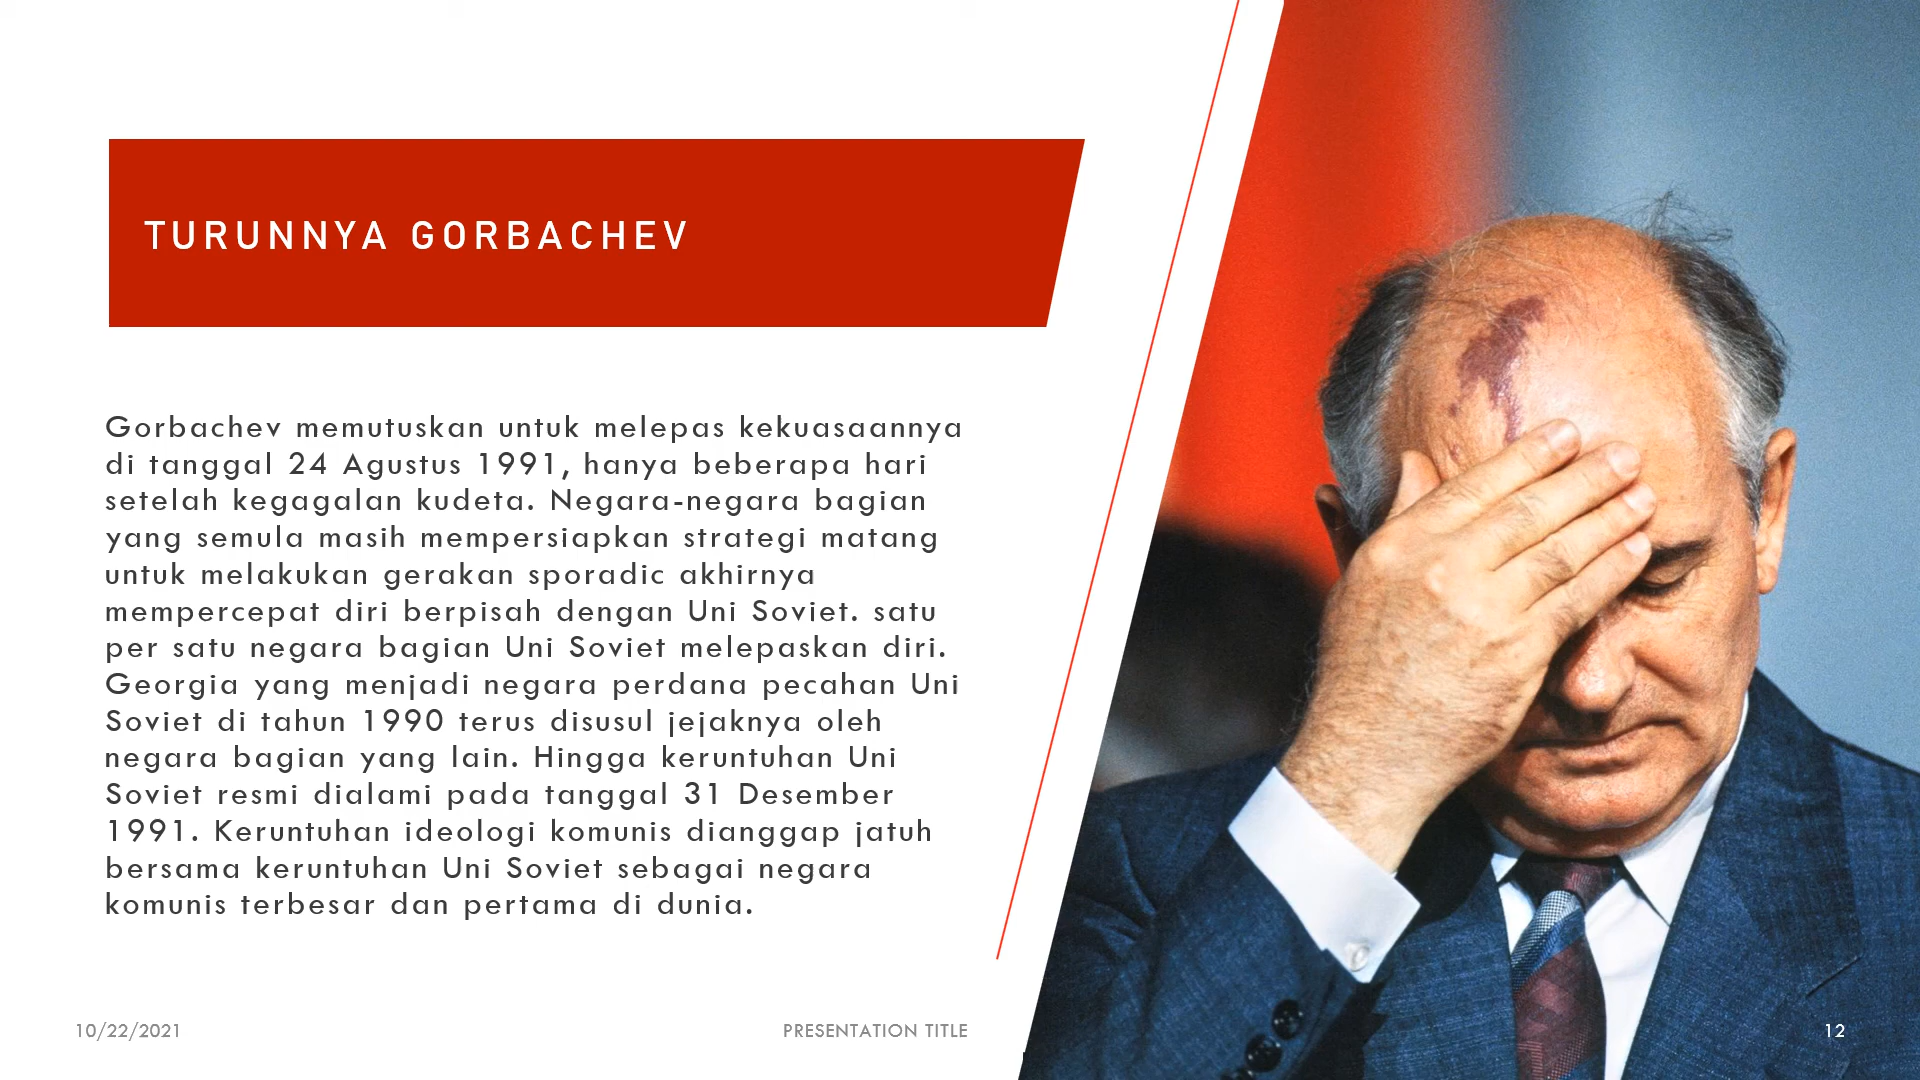 TURUNNYA GORBACHEV
Gorbachev memutuskan untuk melepas kekuasaannya
di tanggal 24 Agustus 1991, hanya beberapa hari
setelah kegagalan kudeta. Negara-negara bagian
yang semula masih mempersiapkan strategi matang
untuk melakukan gerakan sporadic akhirnya
mempercepat diri berpisah dengan Uni Soviet. satu
per satu negara bagian Uni Soviet melepaskan diri.
Georgia yang menjadi negara perdana pecahan Uni
Soviet di tahun 1990 terus disusul jejaknya oleh
negara bagian yang lain. Hingga keruntuhan Uni
Soviet resmi dialami pada tanggal 31 Desember
1991. Keruntuhan ideologi komunis dianggap jatuh
bersama keruntuhan Uni Soviet sebagai negara
komunis terbesar dan pertama di dunia.
10/22/2021
PRESENTATION TITLE
12